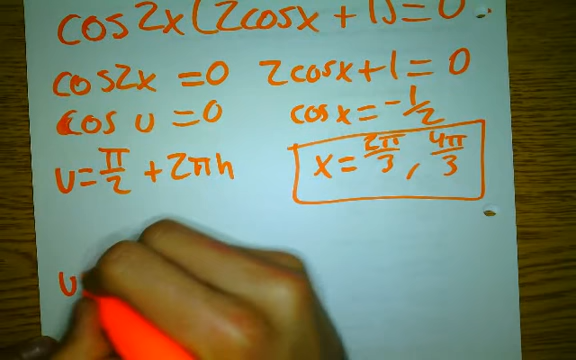 cos2x(2cosx+1)=0
cos2x=0 2cosx+1=0
cos u=0 cosx=-1/2
u=π/2+2πn x=2π/3, 4π/3
u